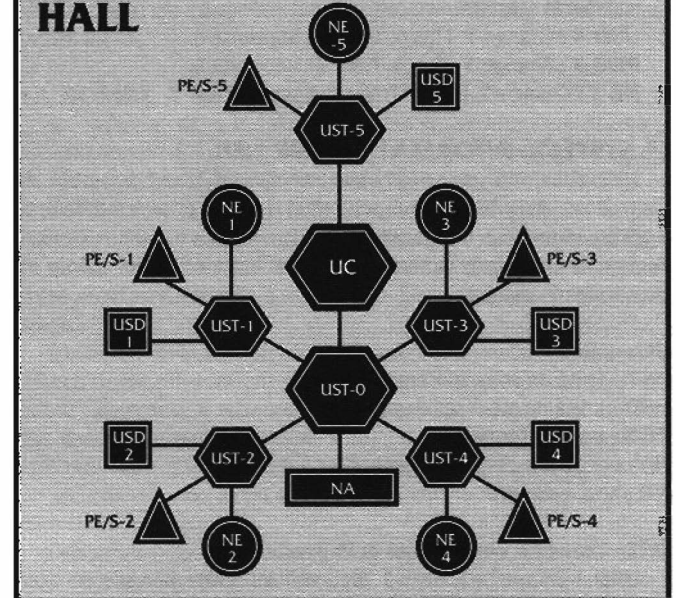 HALL
NE
-5
PE/S-5
USD
5
UST-5
NE
1
NE
3
PE/S-1
UC
PE/S-3
USD
1
UST-1
UST-3
USD
3
UST-0
USD
2
UST-2
UST-4
USD
4
NA
PE/S-2
NE
2
NE
4
PE/S-4